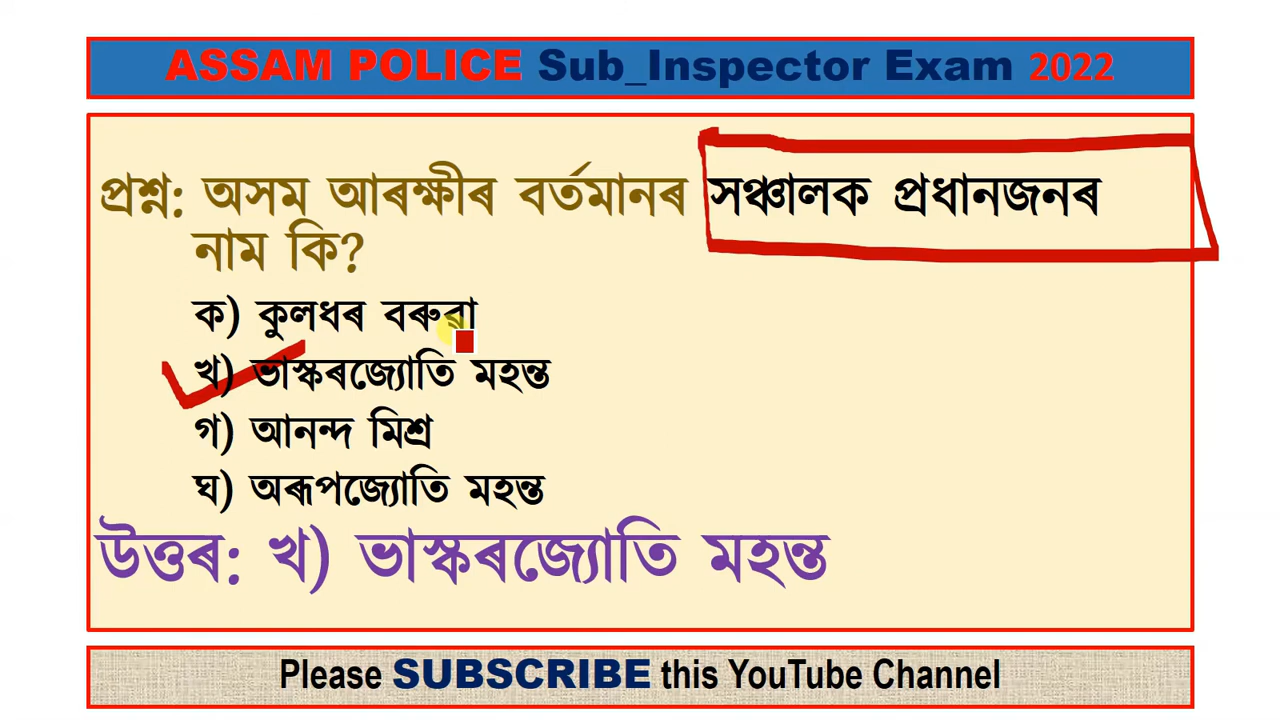 ASSAM POLICE Sub_Inspector Exam 2022
প্ৰশ্ন: অসম আৰক্ষীৰ বৰ্তমানৰ সঞ্চালক প্ৰধানজনৰ
নাম কি?
ক) কুলধৰ বৰুৱা
খ) ভাস্কৰজ্যোতি মহন্ত
গ) আনন্দ মিশ্ৰ
ঘ) অৰূপজ্যোতি মহন্ত
উত্তৰ: খ) ভাস্কৰজ্যোতি মহন্ত
Please SUBSCRIBE this YouTube Channel